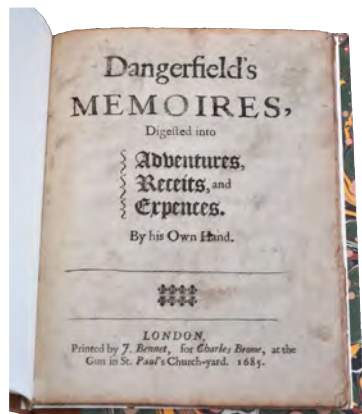 Dangerfield's
MEMOIRES,
Digeſted into
Adventures,
Receits, and
Expences.
By his Own Hand.
LONDON,
Printed by J. Bennet, for Charles Brome, at the
Gun in St. Paul's Church-yard. 1685.